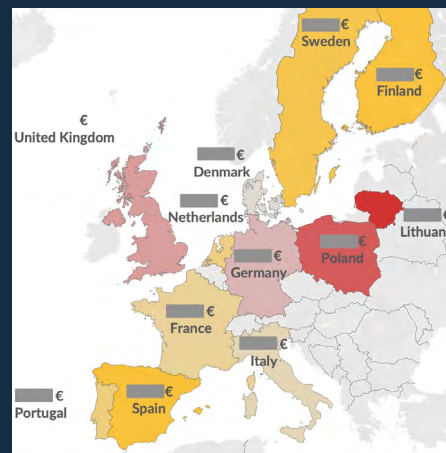 €
Sweden
€
Finland
€
United Kingdom
€
Denmark
€
Netherlands
€
Lithuan
€
Germany
€
Poland
€
France
€
Italy
€
Portugal
€
Spain